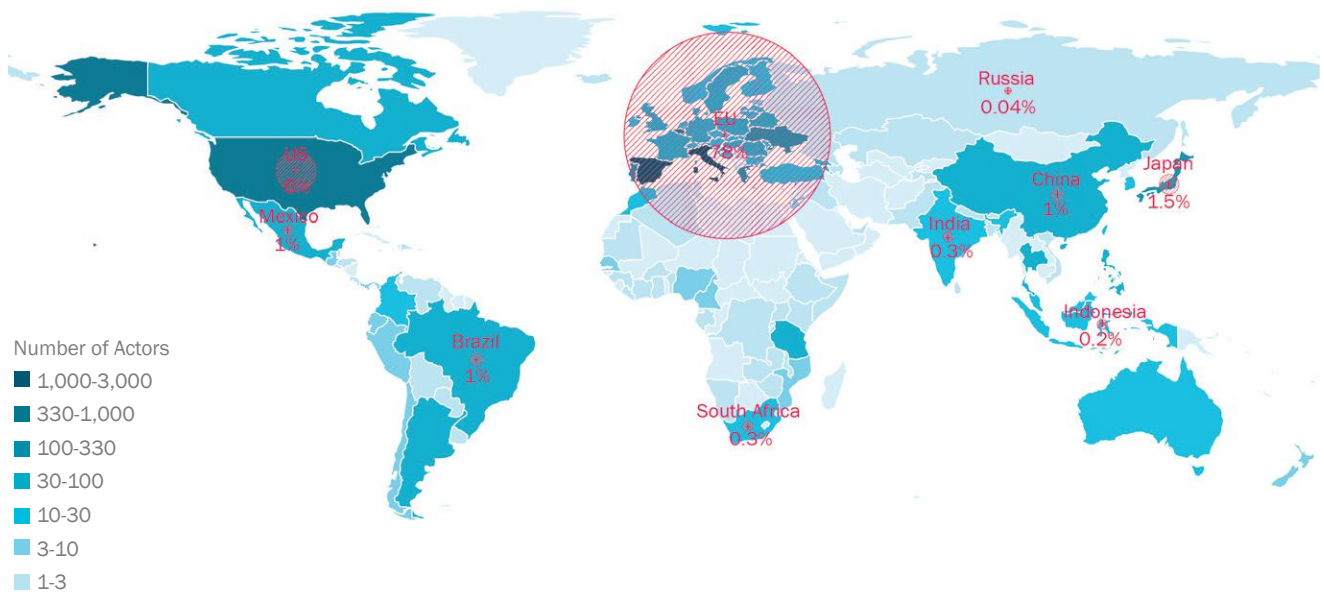 Russia
0.04%
EU
78%
US
6%
Japan
1.5%
China
1%
Mexico
1%
India
0.3%
Indonesia
0.2%
Brazil
1%
South Africa
0.3%
Number of Actors
1,000-3,000
330-1,000
100-330
30-100
10-30
3-10
1-3